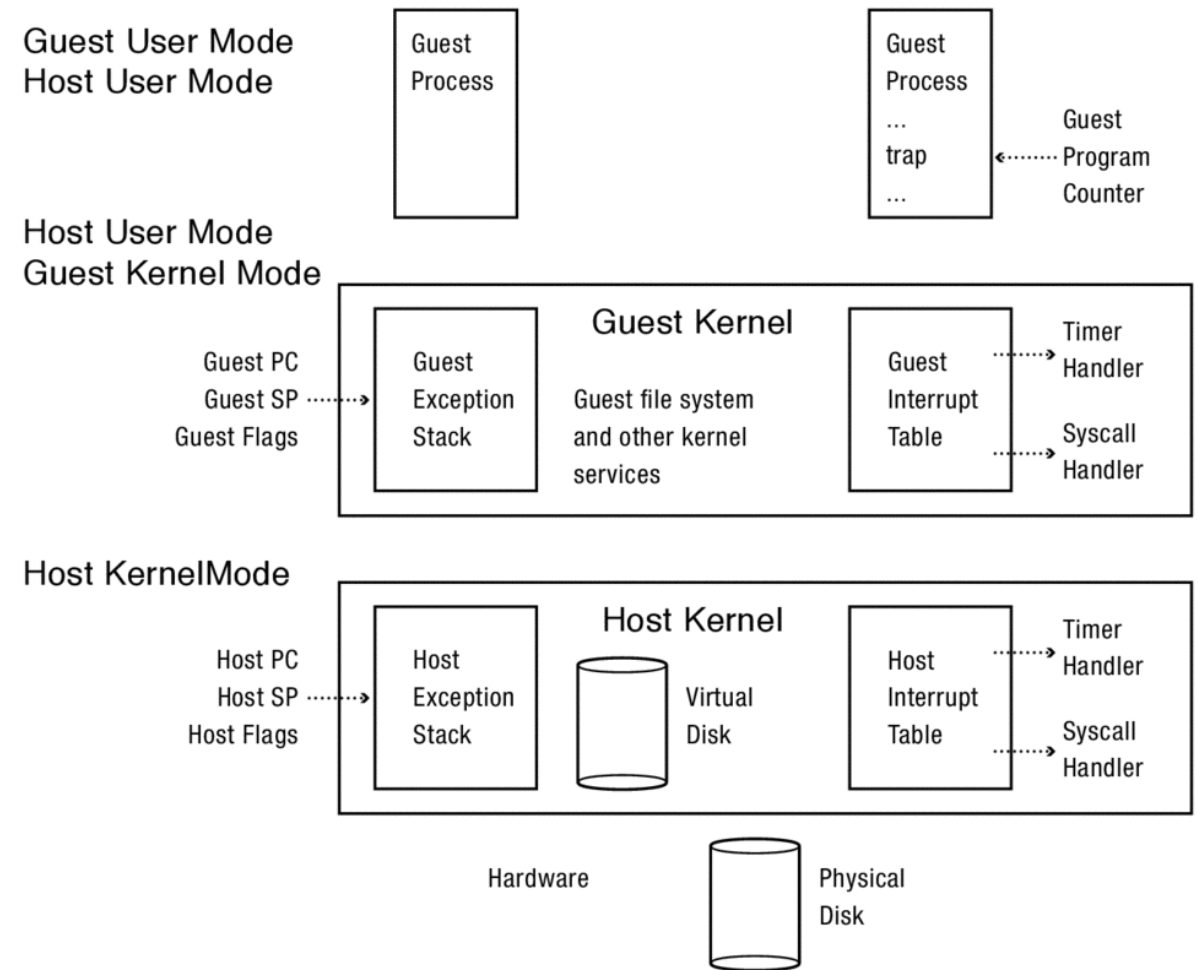 Guest User Mode
Host User Mode
Guest
Process
Guest
Process
...
trap
...
Guest
Program
Counter
Host User Mode
Guest Kernel Mode
Guest Kernel
Guest PC
Guest SP
Guest Flags
Guest
Exception
Stack
Guest file system
and other kernel
services
Guest
Interrupt
Table
Timer
Handler
Syscall
Handler
Host KernelMode
Host Kernel
Host PC
Host SP
Host Flags
Host
Exception
Stack
Virtual
Disk
Host
Interrupt
Table
Timer
Handler
Syscall
Handler
Hardware
Physical
Disk